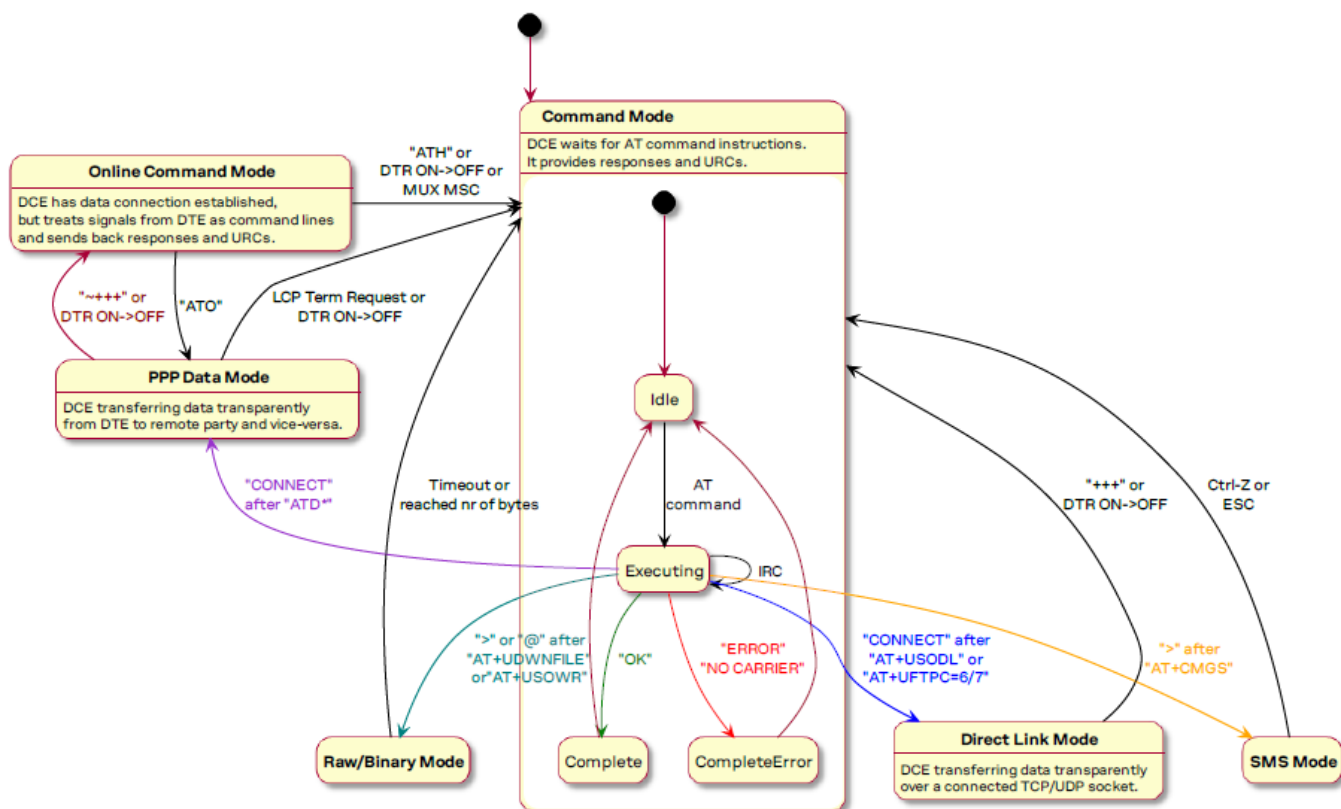 Command Mode
DCE waits for AT command instructions.
It provides responses and URCs.
Online Command Mode
DCE has data connection established,
but treats signals from DTE as command lines
and sends back responses and URCs.
"ATH" or
DTR ON->OFF or
MUX MSC
"~+++" or
DTR ON->OFF
"ATO"
LCP Term Request or
DTR ON->OFF
PPP Data Mode
DCE transferring data transparently
from DTE to remote party and vice-versa.
Idle
"CONNECT"
after "ATD*"
Timeout or
reached nr of bytes
AT
command
"+++" or
DTR ON->OFF
Ctrl-Z or
ESC
Executing
IRC
">" or "@" after
"AT+UDWNFILE"
or"AT+USOWR"
"OK"
"ERROR"
"NO CARRIER"
"CONNECT" after
"AT+USODL" or
"AT+UFTPC=6/7"
">" after
"AT+CMGS"
Raw/Binary Mode
Complete
CompleteError
Direct Link Mode
DCE transferring data transparently
over a connected TCP/UDP socket.
SMS Mode